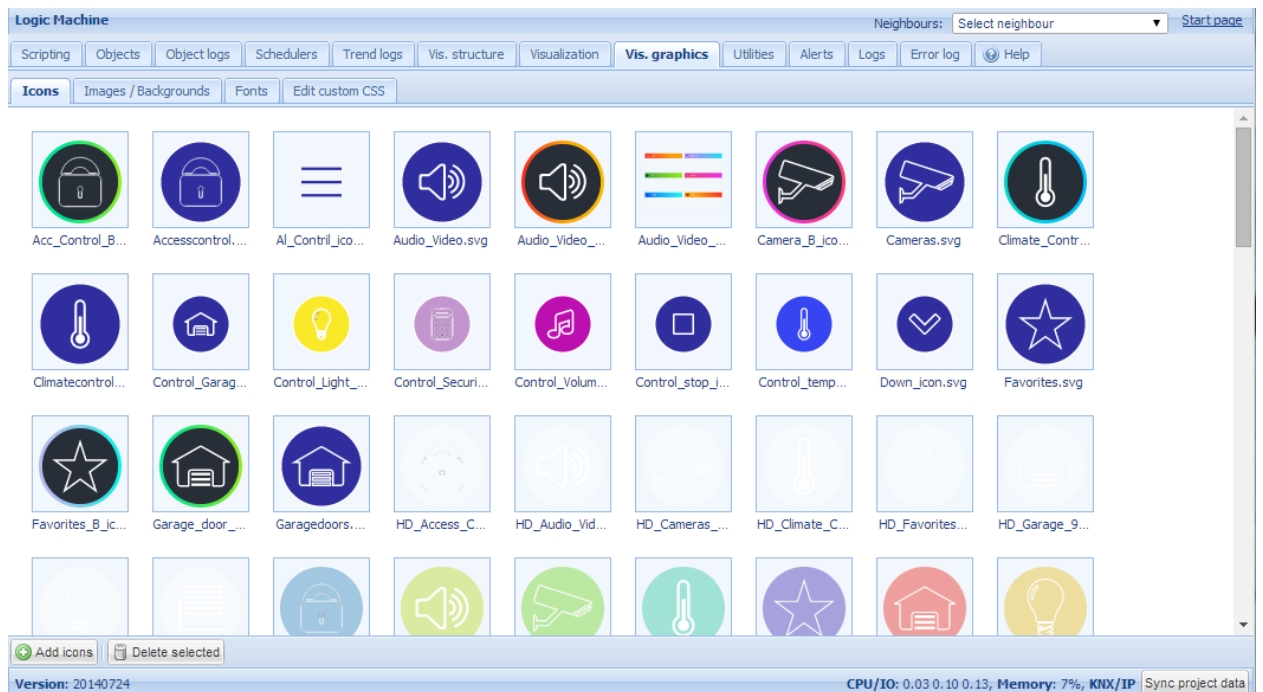 Logic Machine Neighbours: Select neighbour Start page
Scripting Objects Object logs Schedulers Trend logs Vis. structure Visualization Vis. graphics Utilities Alerts Logs Error log Help
Icons Images / Backgrounds Fonts Edit custom CSS
Acc_Control_B... Accesscontrol.... Al_Contril_ico... Audio_Video.svg Audio_Video_... Audio_Video_... Camera_B_ico... Cameras.svg Climate_Contr...
Climatecontrol... Control_Garag... Control_Light_... Control_Securi... Control_Volum... Control_stop_i... Control_temp... Down_icon.svg Favorites.svg
Favorites_B_ic... Garage_door_... Garagedoors.... HD_Access_C... HD_Audio_Vid... HD_Cameras_... HD_Climate_C... HD_Favorites... HD_Garage_9...
Add icons Delete selected
Version: 20140724 CPU/IO: 0.03 0.10 0.13, Memory: 7%, KNX/IP Sync project data